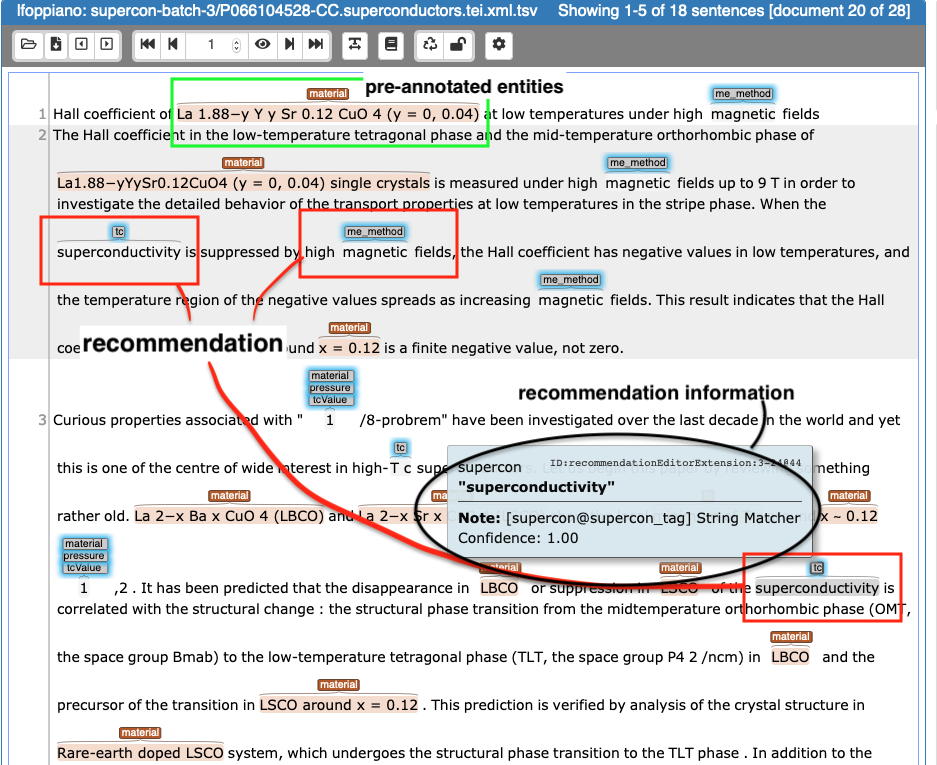 lfoppiano: supercon-batch-3/P066104528-CC.superconductors.tei.xml.tsv Showing 1-5 of 18 sentences [document 20 of 28]
1
pre-annotated entities
material
me_method
1 Hall coefficient of La 1.88−y Y y Sr 0.12 CuO 4 (y = 0, 0.04) at low temperatures under high magnetic fields
2 The Hall coefficient in the low-temperature tetragonal phase and the mid-temperature orthorhombic phase of
material me_method
La1.88−yYySr0.12CuO4 (y = 0, 0.04) single crystals is measured under high magnetic fields up to 9 T in order to
investigate the detailed behavior of the transport properties at low temperatures in the stripe phase. When the
tc me_method
superconductivity is suppressed by high magnetic fields, the Hall coefficient has negative values in low temperatures, and
me_method
the temperature region of the negative values spreads as increasing magnetic fields. This result indicates that the Hall
material
recommendation
x = 0.12 is a finite negative value, not zero.
material
pressure
tcValue
recommendation information
3 Curious properties associated with " 1 /8-probrem" have been investigated over the last decade in the world and yet
tc
this is one of the centre of wide interest in high-T c
supercon ID:recommendationEditorExtension:3-24844
"superconductivity"
material material
rather old. La 2−x Ba x CuO 4 (LBCO) and La 2−x Sr x x ~ 0.12
Note: [supercon@supercon_tag] String Matcher
Confidence: 1.00
material
pressure
tcValue
material material tc
1 ,2 . It has been predicted that the disappearance in LBCO or suppression in LSCO of the superconductivity is
correlated with the structural change : the structural phase transition from the midtemperature orthorhombic phase (OMT,
material
the space group Bmab) to the low-temperature tetragonal phase (TLT, the space group P4 2 /ncm) in LBCO and the
material
precursor of the transition in LSCO around x = 0.12 . This prediction is verified by analysis of the crystal structure in
material
Rare-earth doped LSCO system, which undergoes the structural phase transition to the TLT phase . In addition to the